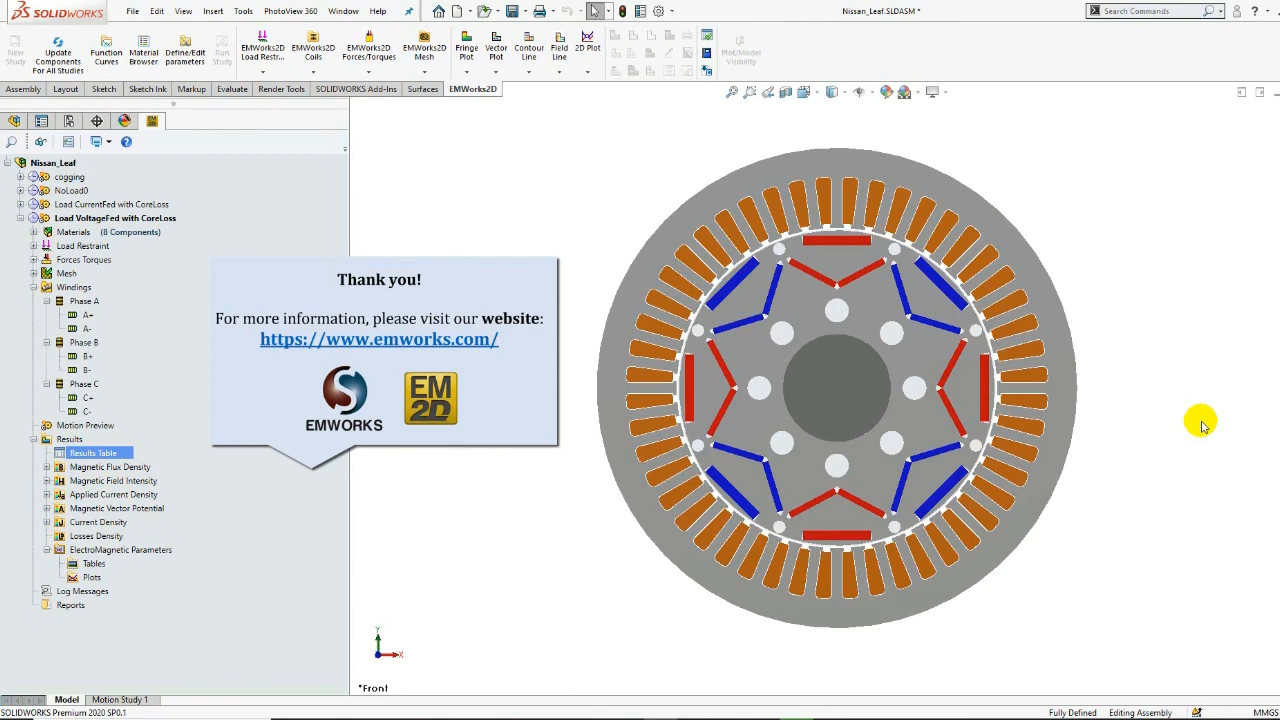 SOLIDWORKS
File
Edit
View
Insert
Tools
PhotoView 360
Window
Help
Nissan_Leaf.SLDASM *
Search Commands
New Study
Update Components For All Studies
Function Curves
Material Browser
Define/Edit parameters
Run Study
EMWorks2D Load Restr...
EMWorks2D Coils
EMWorks2D Forces/Torques
EMWorks2D Mesh
Fringe Plot
Vector Plot
Contour Line
Field Line
2D Plot
Plot/Model Visibility
Assembly
Layout
Sketch
Sketch Ink
Markup
Evaluate
Render Tools
SOLIDWORKS Add-Ins
Surfaces
EMWorks2D
Nissan_Leaf
cogging
NoLoad0
Load CurrentFed with CoreLoss
Load VoltageFed with CoreLoss
Materials (8 Components)
Load Restraint
Forces Torques
Mesh
Windings
Phase A
A+
A-
Phase B
B+
B-
Phase C
C+
C-
Motion Preview
Results
Results Table
Magnetic Flux Density
Magnetic Field Intensity
Applied Current Density
Magnetic Vector Potential
Current Density
Losses Density
ElectroMagnetic Parameters
Tables
Plots
Log Messages
Reports
Thank you!
For more information, please visit our website:
https://www.emworks.com/
EMWORKS
EM
2D
Y
X
*Front
Model
Motion Study 1
SOLIDWORKS Premium 2020 SP0.1
Fully Defined
Editing Assembly
MMGS